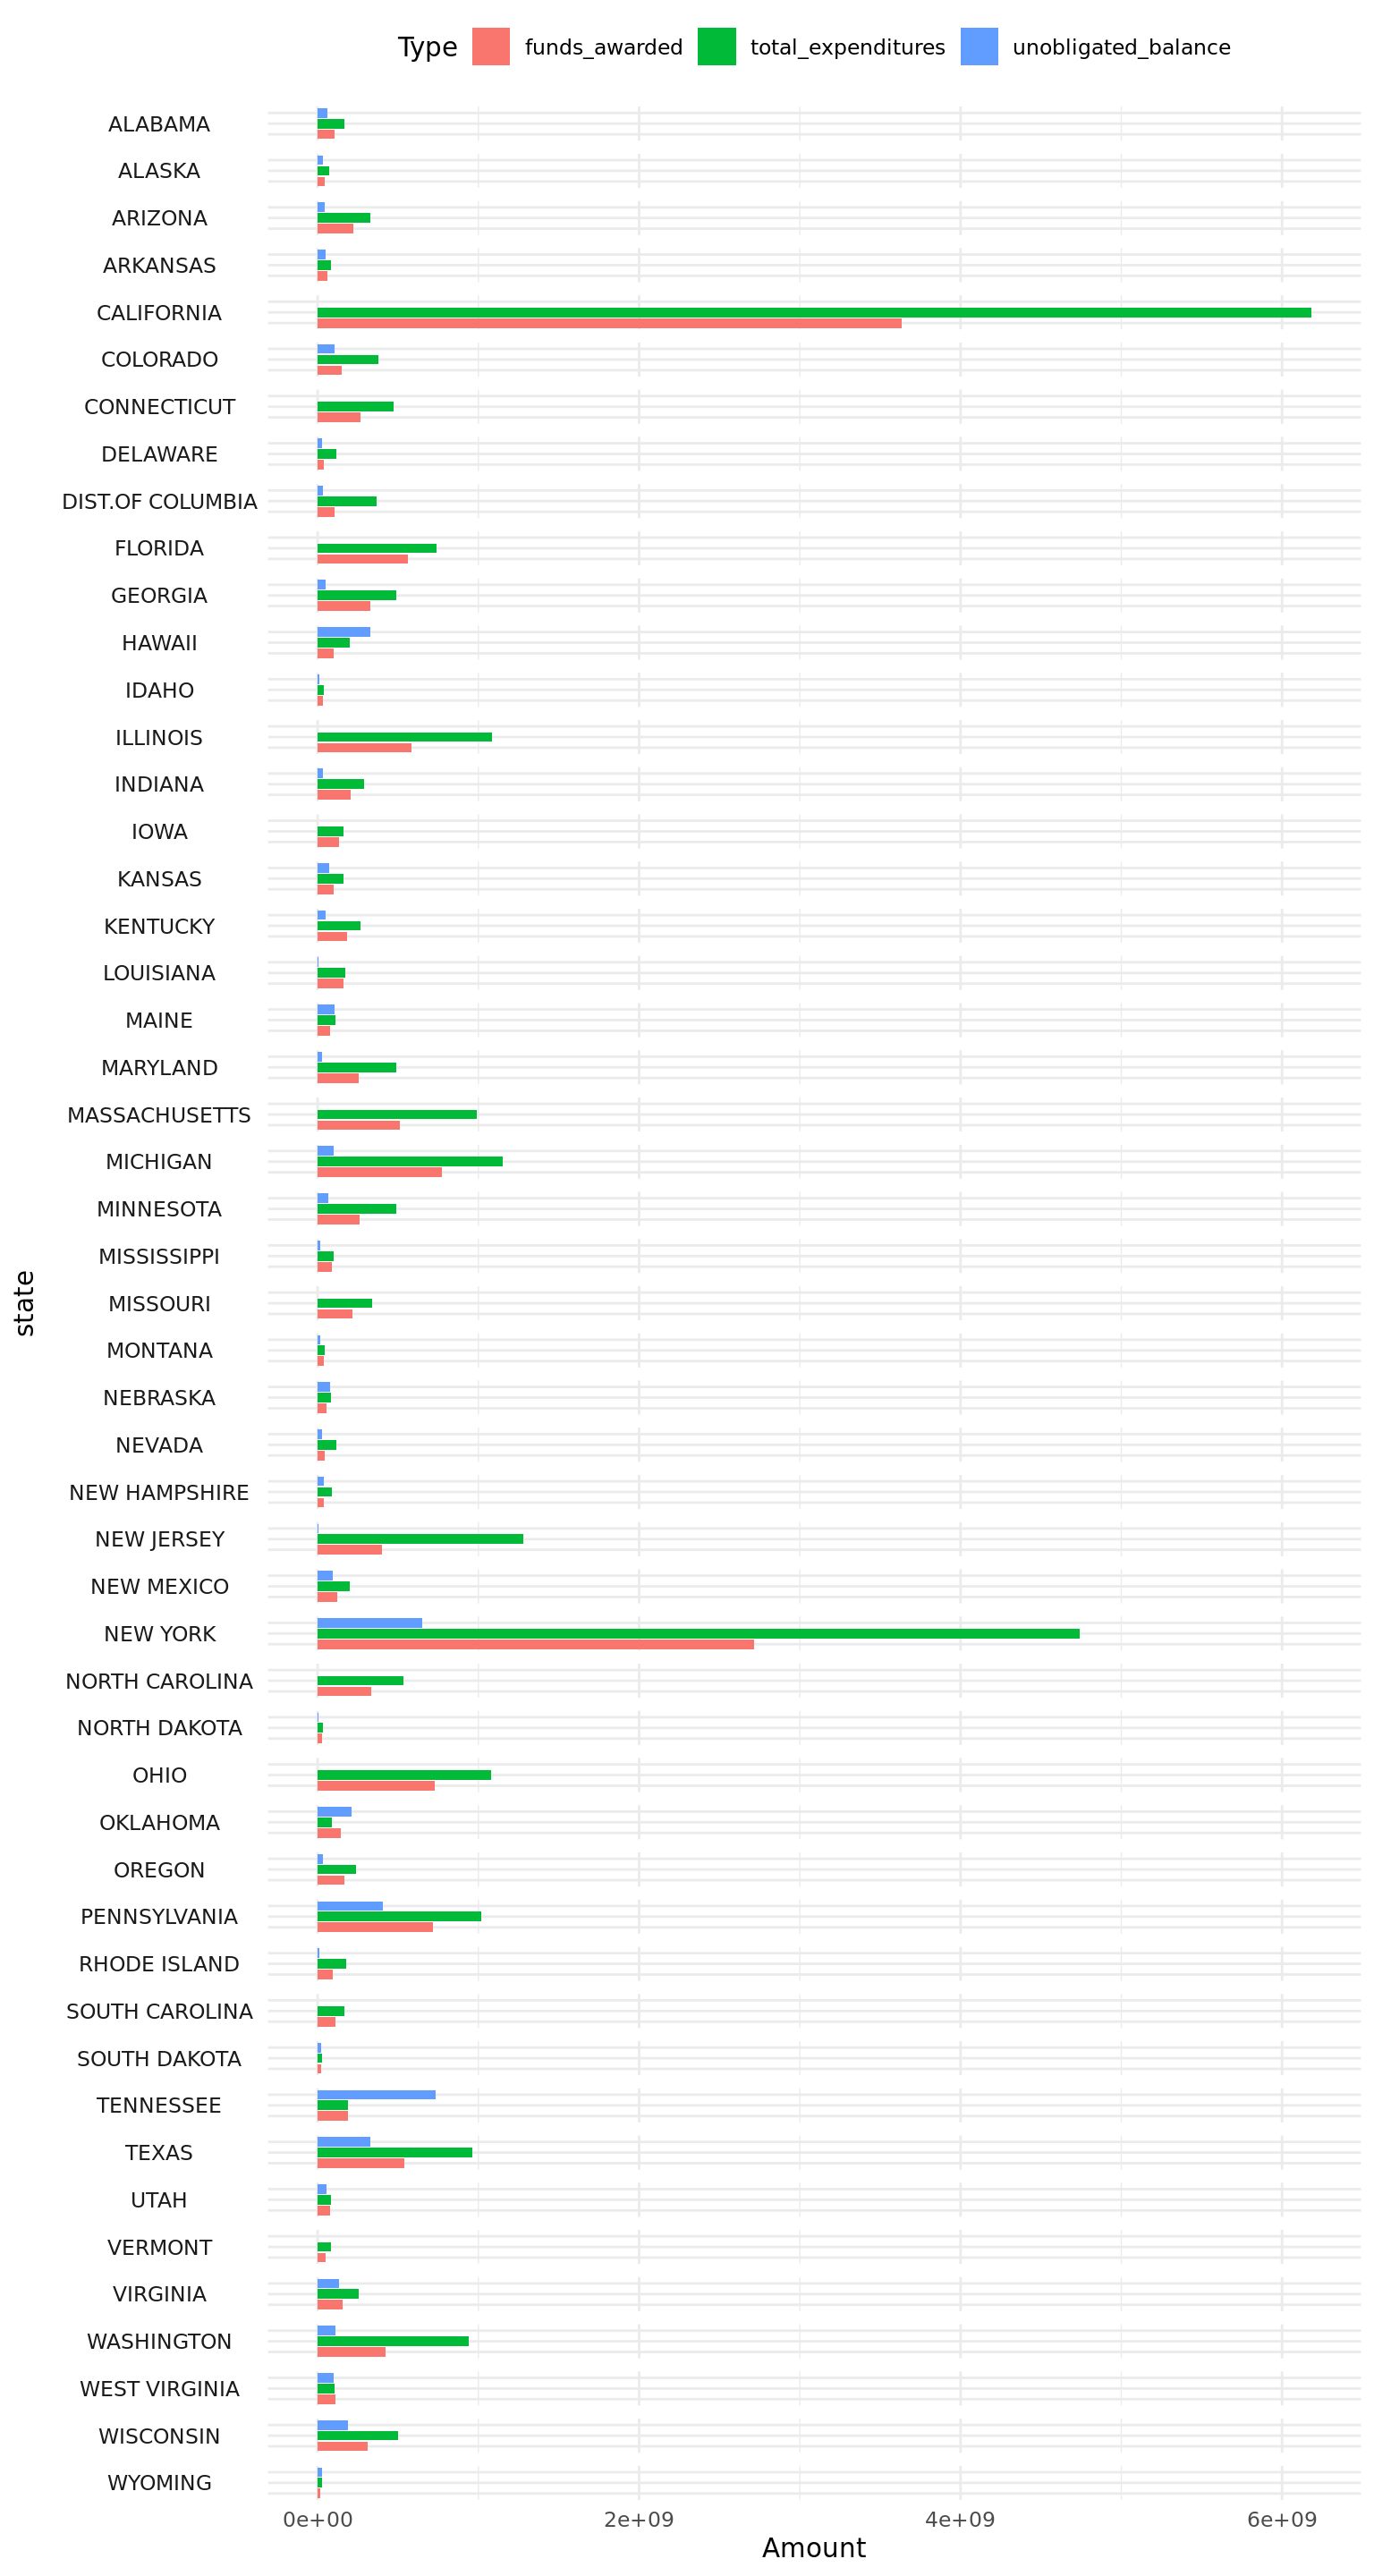 Type funds_awarded total_expenditures unobligated_balance
ALABAMA
ALASKA
ARIZONA
ARKANSAS
CALIFORNIA
COLORADO
CONNECTICUT
DELAWARE
DIST.OF COLUMBIA
FLORIDA
GEORGIA
HAWAII
IDAHO
ILLINOIS
INDIANA
IOWA
KANSAS
KENTUCKY
LOUISIANA
MAINE
MARYLAND
MASSACHUSETTS
MICHIGAN
MINNESOTA
MISSISSIPPI
MISSOURI
MONTANA
NEBRASKA
NEVADA
NEW HAMPSHIRE
NEW JERSEY
NEW MEXICO
NEW YORK
NORTH CAROLINA
NORTH DAKOTA
OHIO
OKLAHOMA
OREGON
PENNSYLVANIA
RHODE ISLAND
SOUTH CAROLINA
SOUTH DAKOTA
TENNESSEE
TEXAS
UTAH
VERMONT
VIRGINIA
WASHINGTON
WEST VIRGINIA
WISCONSIN
WYOMING
state
0e+00 2e+09 4e+09 6e+09
Amount